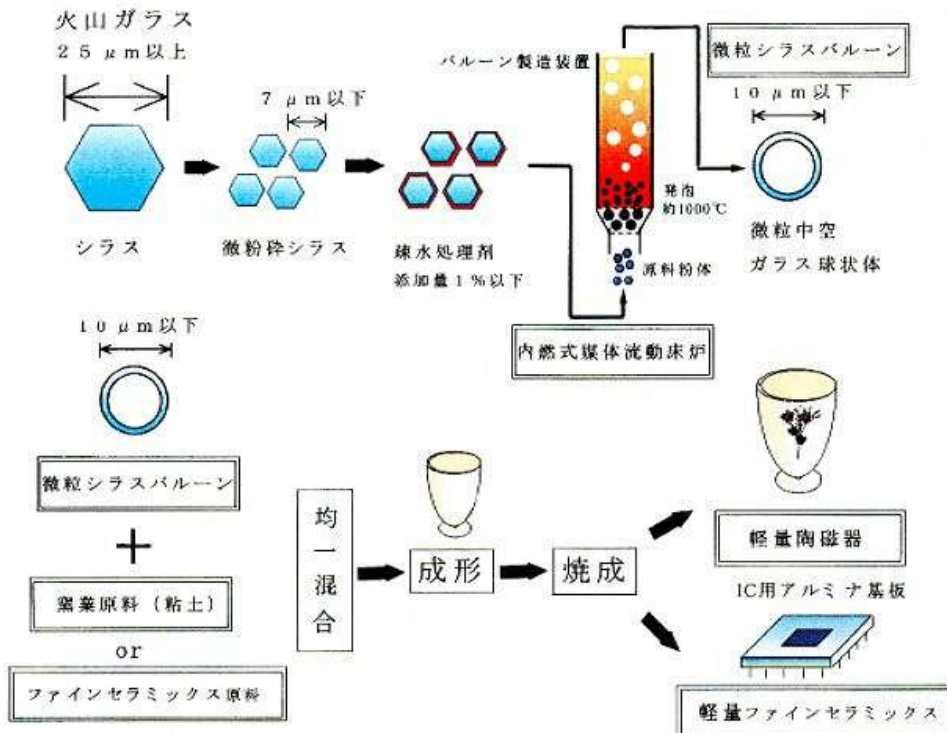 火山ガラス
25μm以上
シラス
7μm以下
微粉砕シラス
疎水処理剤
添加量1%以下
バルーン製造装置
発泡
約1000℃
原料粉体
内燃式媒体流動床炉
微粒シラスバルーン
10μm以下
微粒中空
ガラス球状体
10μm以下
微粒シラスバルーン
+
窯業原料(粘土)
or
ファインセラミックス原料
均一混合
成形
焼成
軽量陶磁器
IC用アルミナ基板
軽量ファインセラミックス